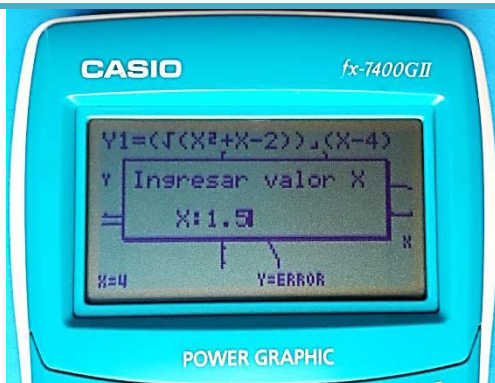 CASIO fx-7400GII
Y1=(√(X²+X-2))⌟(X-4)
Y
Ingresar valor X
X:1.5
X
X=4 Y=ERROR
POWER GRAPHIC